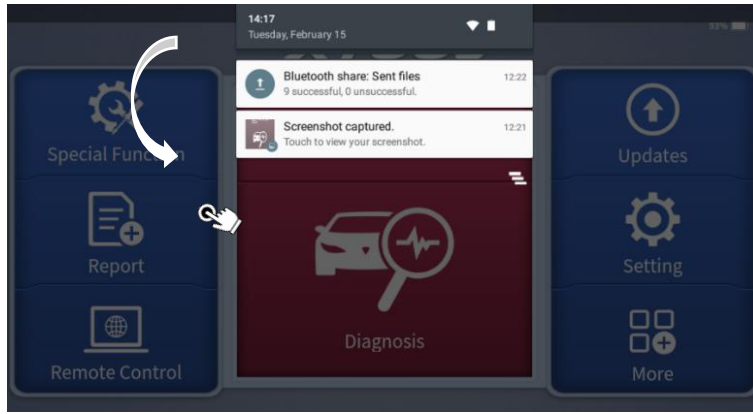 14:17
Tuesday, February 15
52%
Bluetooth share: Sent files 12:22
9 successful, 0 unsuccessful.
Screenshot captured. 12:21
Touch to view your screenshot.
Special Function
Updates
Report
Setting
Diagnosis
Remote Control
More